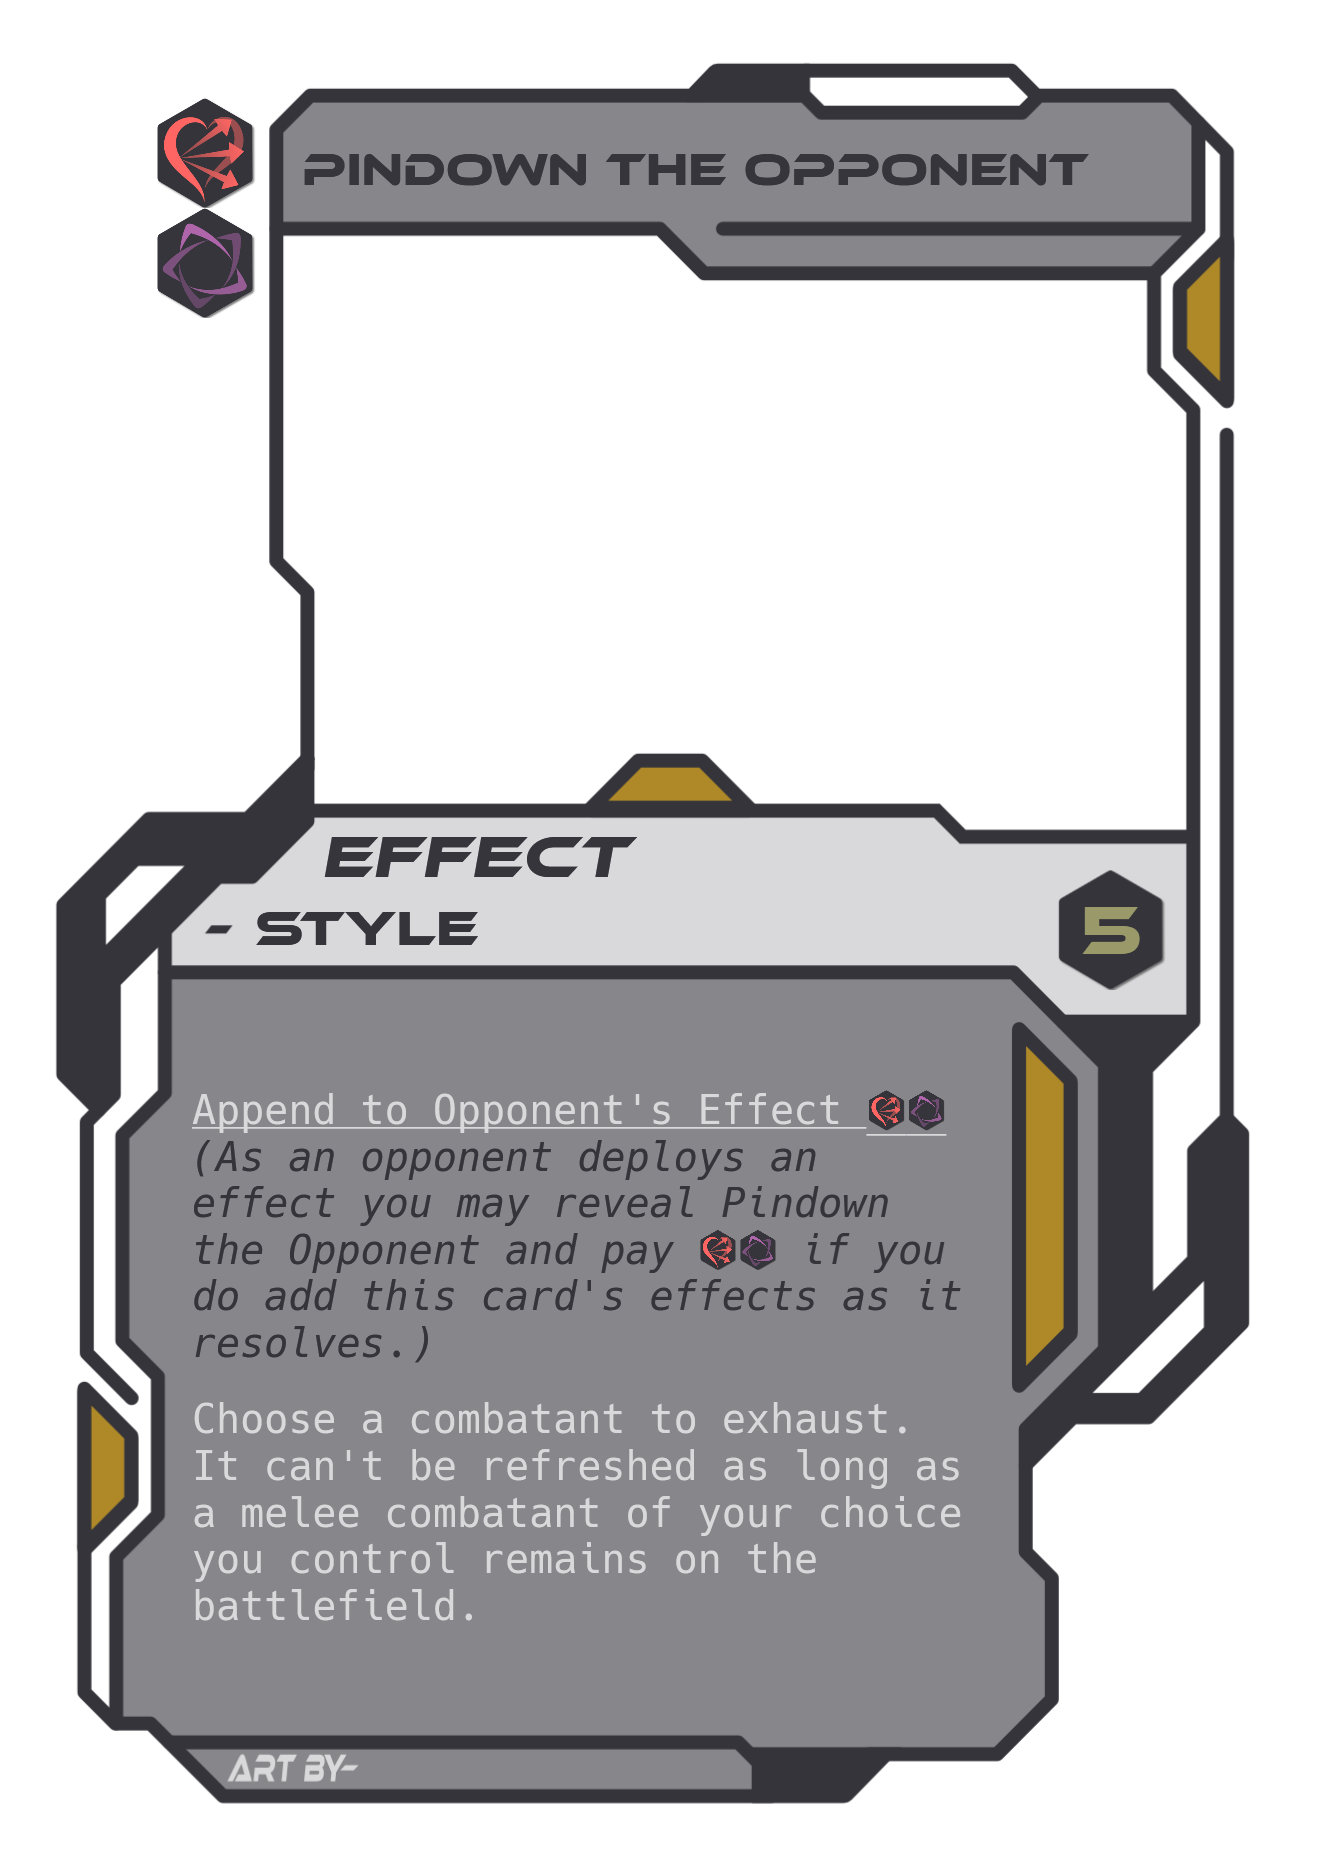 PINDOWN THE OPPONENT
EFFECT
- STYLE
5
Append to Opponent's Effect
(As an opponent deploys an
effect you may reveal Pindown
the Opponent and pay if you
do add this card's effects as it
resolves.)
Choose a combatant to exhaust.
It can't be refreshed as long as
a melee combatant of your choice
you control remains on the
battlefield.
ART BY-